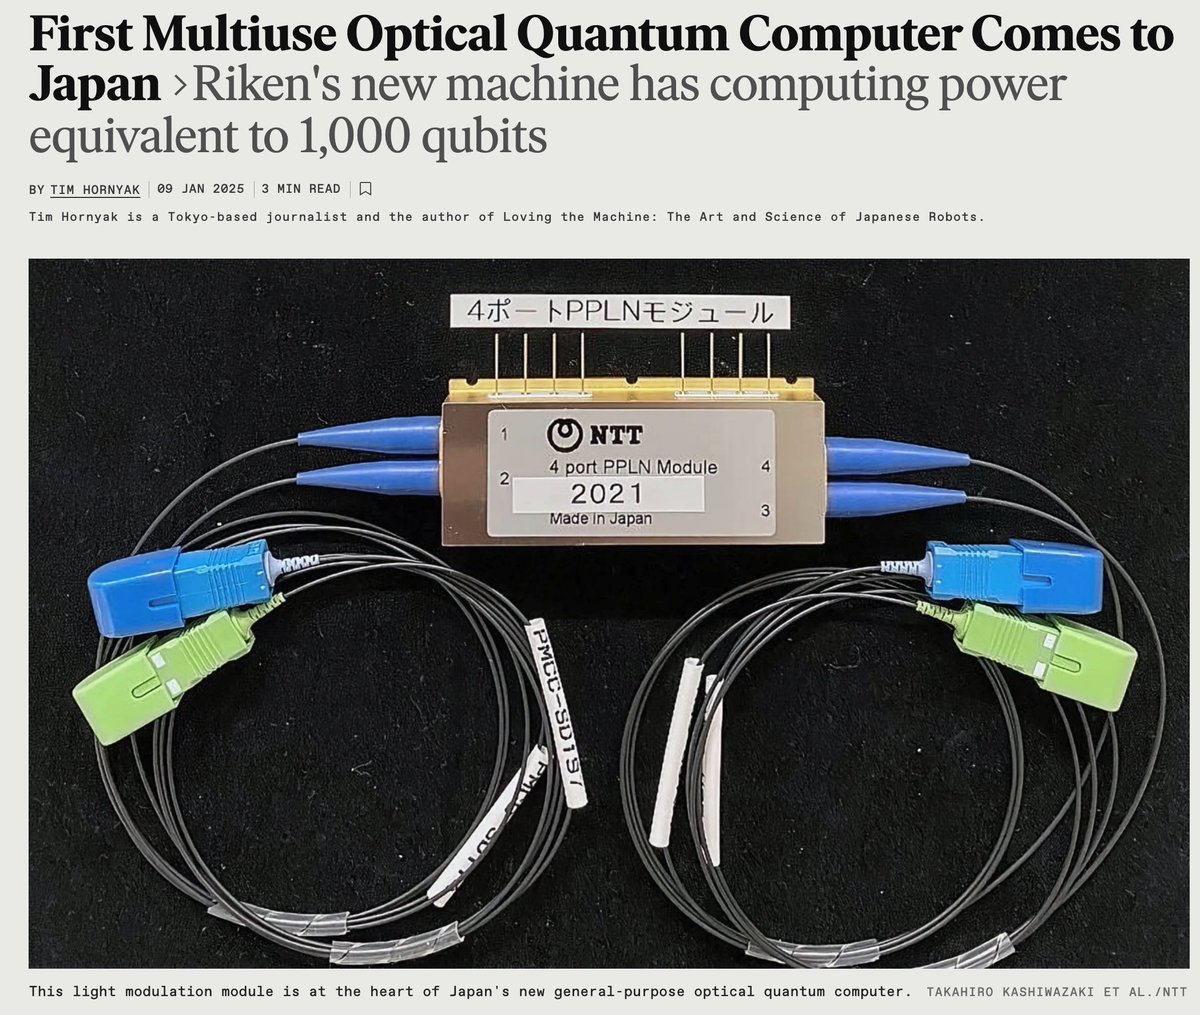 First Multiuse Optical Quantum Computer Comes to
Japan >Riken's new machine has computing power
equivalent to 1,000 qubits
BY TIM HORNYAK 09 JAN 2025 3 MIN READ
Tim Hornyak is a Tokyo-based journalist and the author of Loving the Machine: The Art and Science of Japanese Robots.
4ポートPPLNモジュール
1
NTT
4 port PPLN Module
4
2
2021
3
Made in Japan
PMCC-SD197
This light modulation module is at the heart of Japan's new general-purpose optical quantum computer. TAKAHIRO KASHIWAZAKI ET AL./NTT